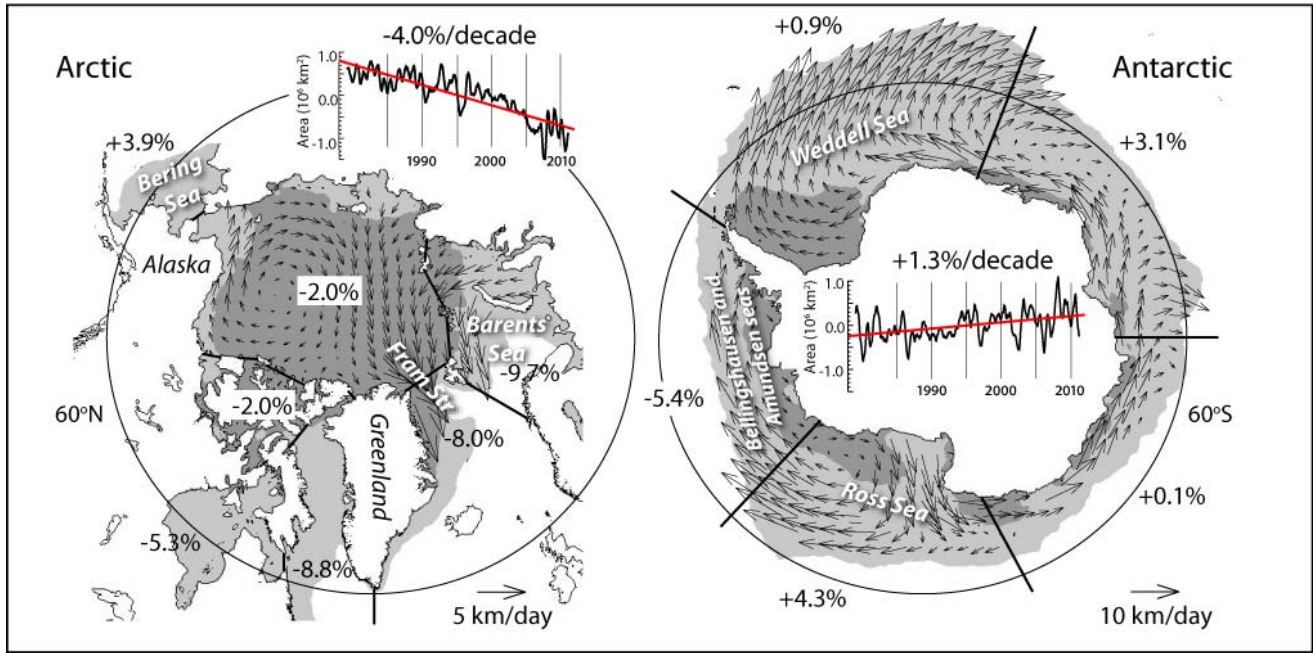 Arctic
-4.0%/decade
Area (10⁶ km²)
1.0
0.0
-1.0
1990
2000
2010
+3.9%
Bering
Sea
Alaska
-2.0%
Barents
Sea
-9.7%
Fram Str.
60°N
-2.0%
-8.0%
Greenland
-5.3%
-8.8%
5 km/day
Antarctic
+0.9%
Weddell Sea
+3.1%
+1.3%/decade
Area (10⁶ km²)
1.0
0.0
-1.0
1990
2000
2010
Bellingshausen and
Amundsen seas
-5.4%
60°S
Ross Sea
+0.1%
+4.3%
10 km/day